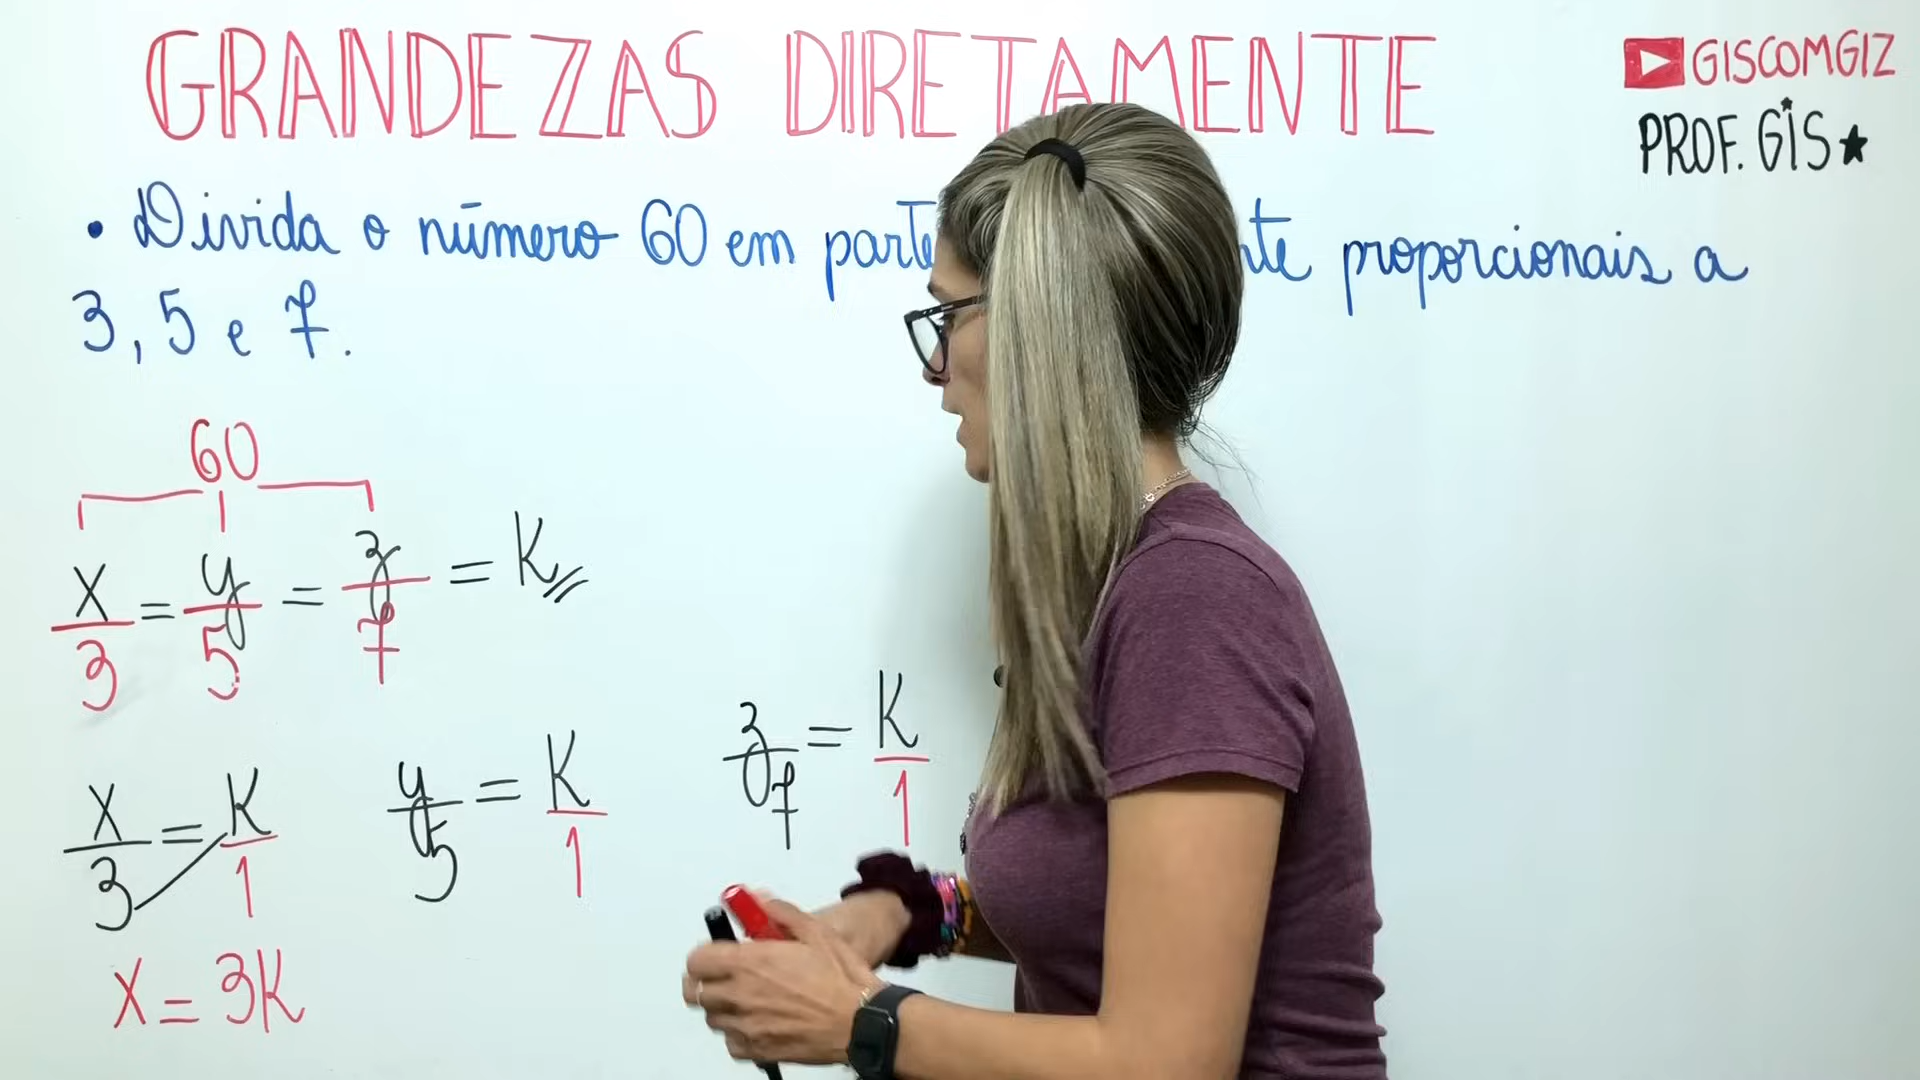 GRANDEZAS DIRETAMENTE
GISCOMGIZ
PROF. GIS
• Divida o número 60 em proporcionais a
3, 5 e 7.
60
x/3 = y/5 = z/7 = K
x/3 = K/1
y/5 = K/1
z/7 = K/1
x = 3K